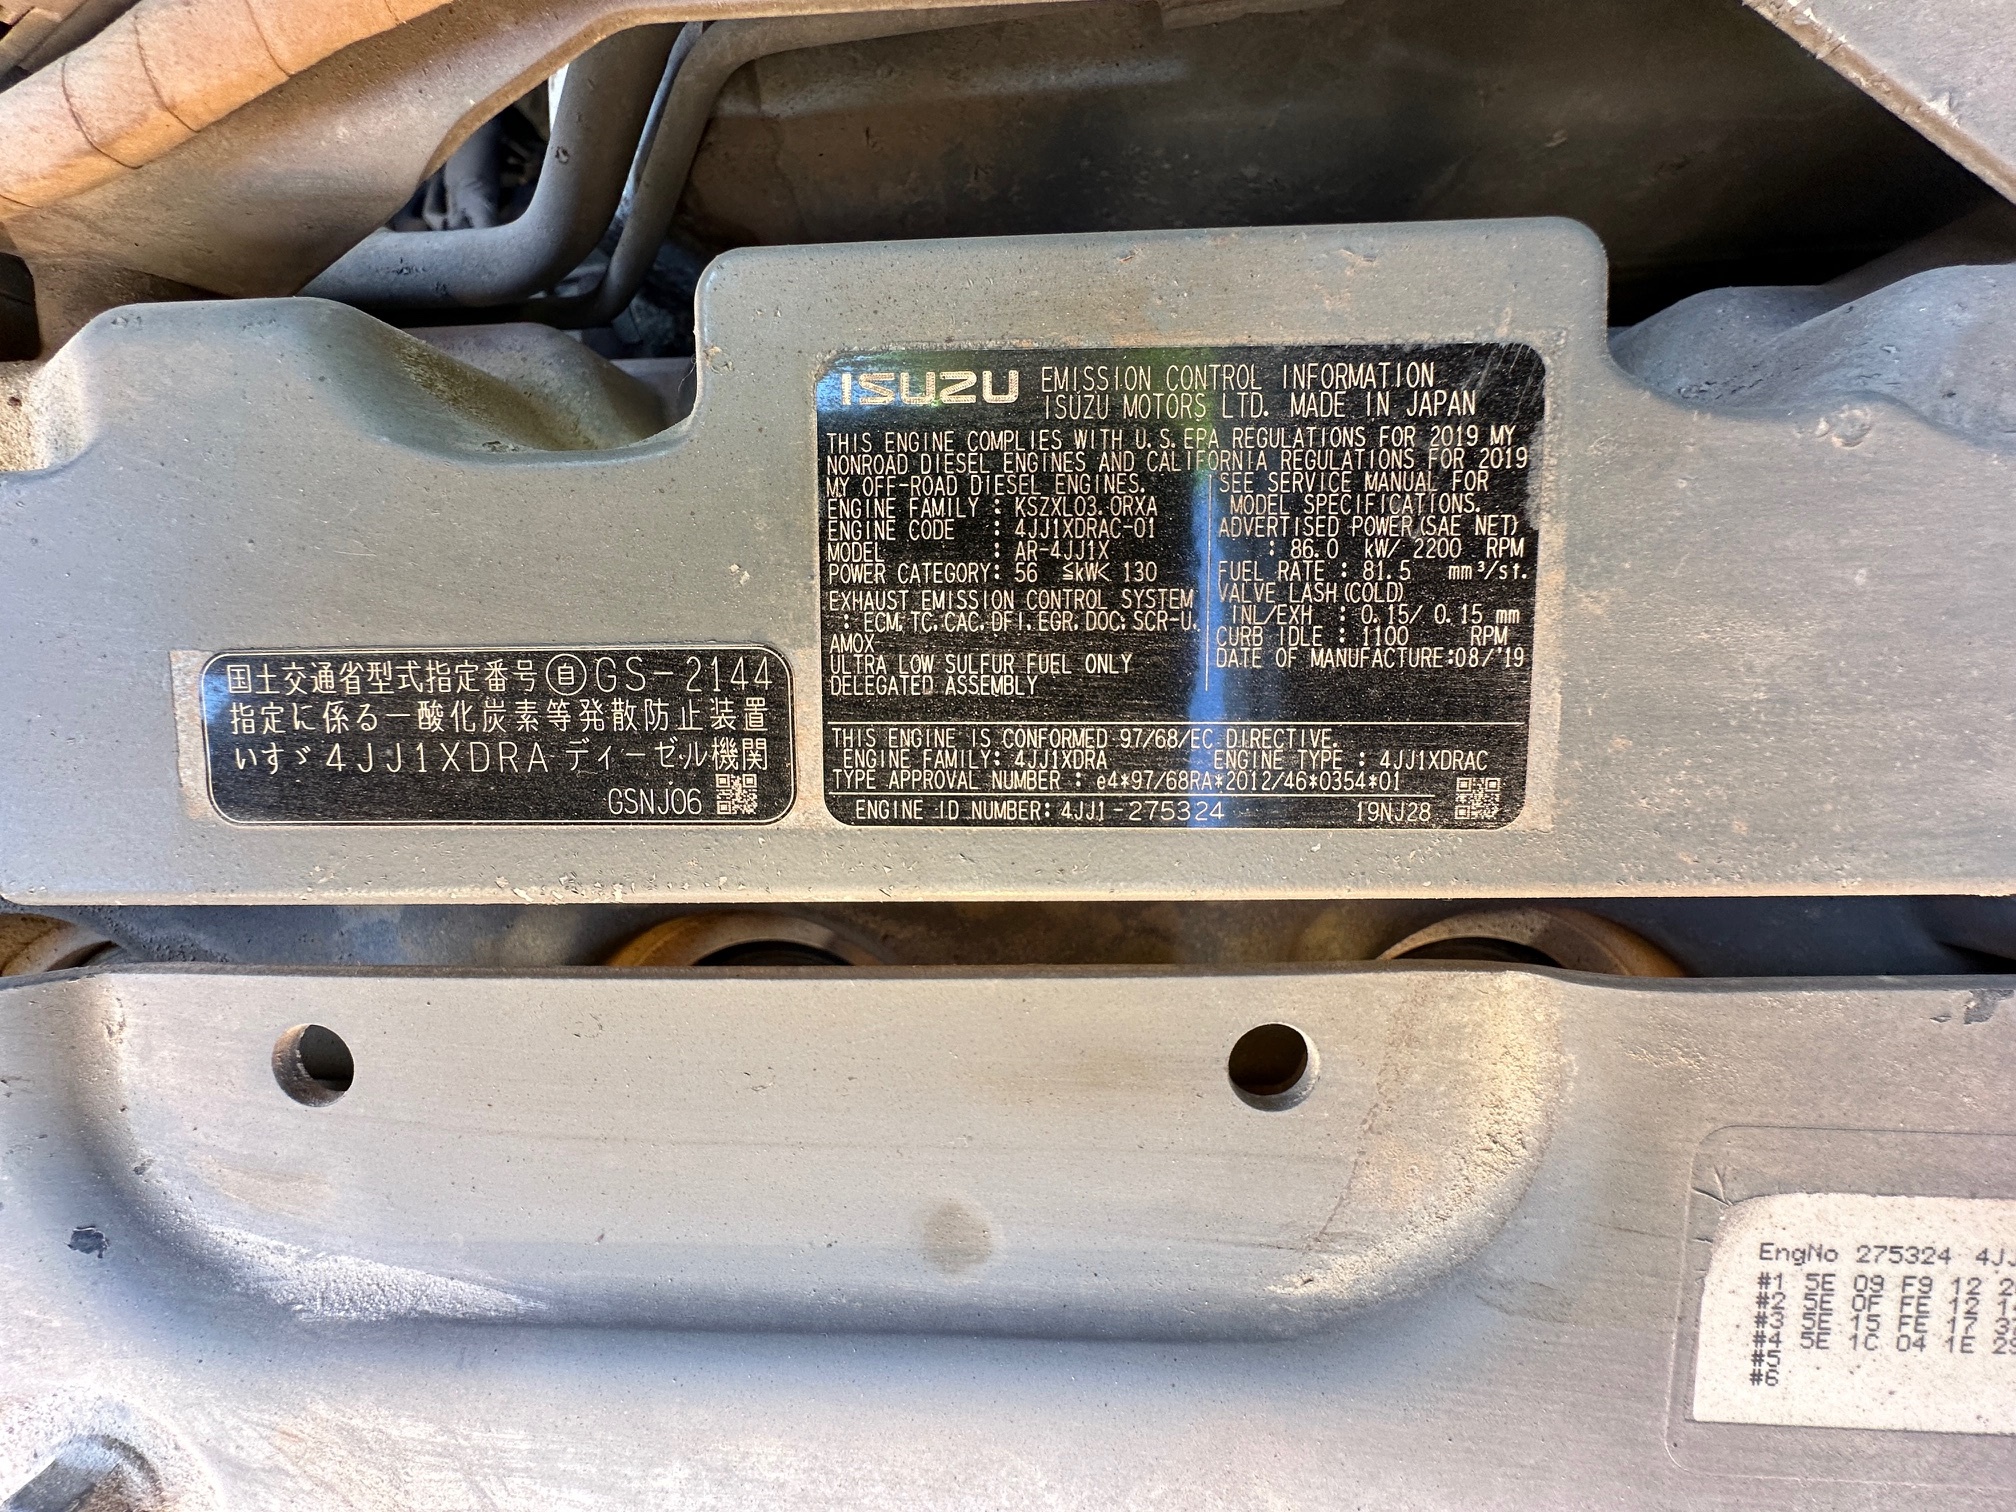 ISUZU EMISSION CONTROL INFORMATION
ISUZU MOTORS LTD. MADE IN JAPAN
THIS ENGINE COMPLIES WITH U.S.EPA REGULATIONS FOR 2019 MY
NONROAD DIESEL ENGINES AND CALIFORNIA REGULATIONS FOR 2019
MY OFF-ROAD DIESEL ENGINES.
ENGINE FAMILY : KSZXL03.0RXA
ENGINE CODE : 4JJ1XDRAC-01
MODEL : AR-4JJ1X
POWER CATEGORY: 56 ≦kW< 130
EXHAUST EMISSION CONTROL SYSTEM
: ECM, TC, CAC, DFI, EGR, DOC, SCR-U,
AMOX
ULTRA LOW SULFUR FUEL ONLY
DELEGATED ASSEMBLY
SEE SERVICE MANUAL FOR
MODEL SPECIFICATIONS.
ADVERTISED POWER(SAE NET)
: 86.0 kW/ 2200 RPM
FUEL RATE : 81.5 mm³/st.
VALVE LASH(COLD)
INL/EXH : 0.15/ 0.15 mm
CURB IDLE : 1100 RPM
DATE OF MANUFACTURE:08/'19
THIS ENGINE IS CONFORMED 97/68/EC DIRECTIVE.
ENGINE FAMILY: 4JJ1XDRA ENGINE TYPE : 4JJ1XDRAC
TYPE APPROVAL NUMBER : e4*97/68RA*2012/46*0354*01
ENGINE ID NUMBER: 4JJ1-275324 19NJ28
国土交通省型式指定番号㉂GS-2144
指定に係る一酸化炭素等発散防止装置
いすゞ4JJ1XDRA ディーゼル機関
GSNJ06
EngNo 275324 4J
#1 5E 09 F9 12
#2 5E 0F FE 12
#3 5E 15 FE 17
#4 5E 1C 04 1E
#5
#6